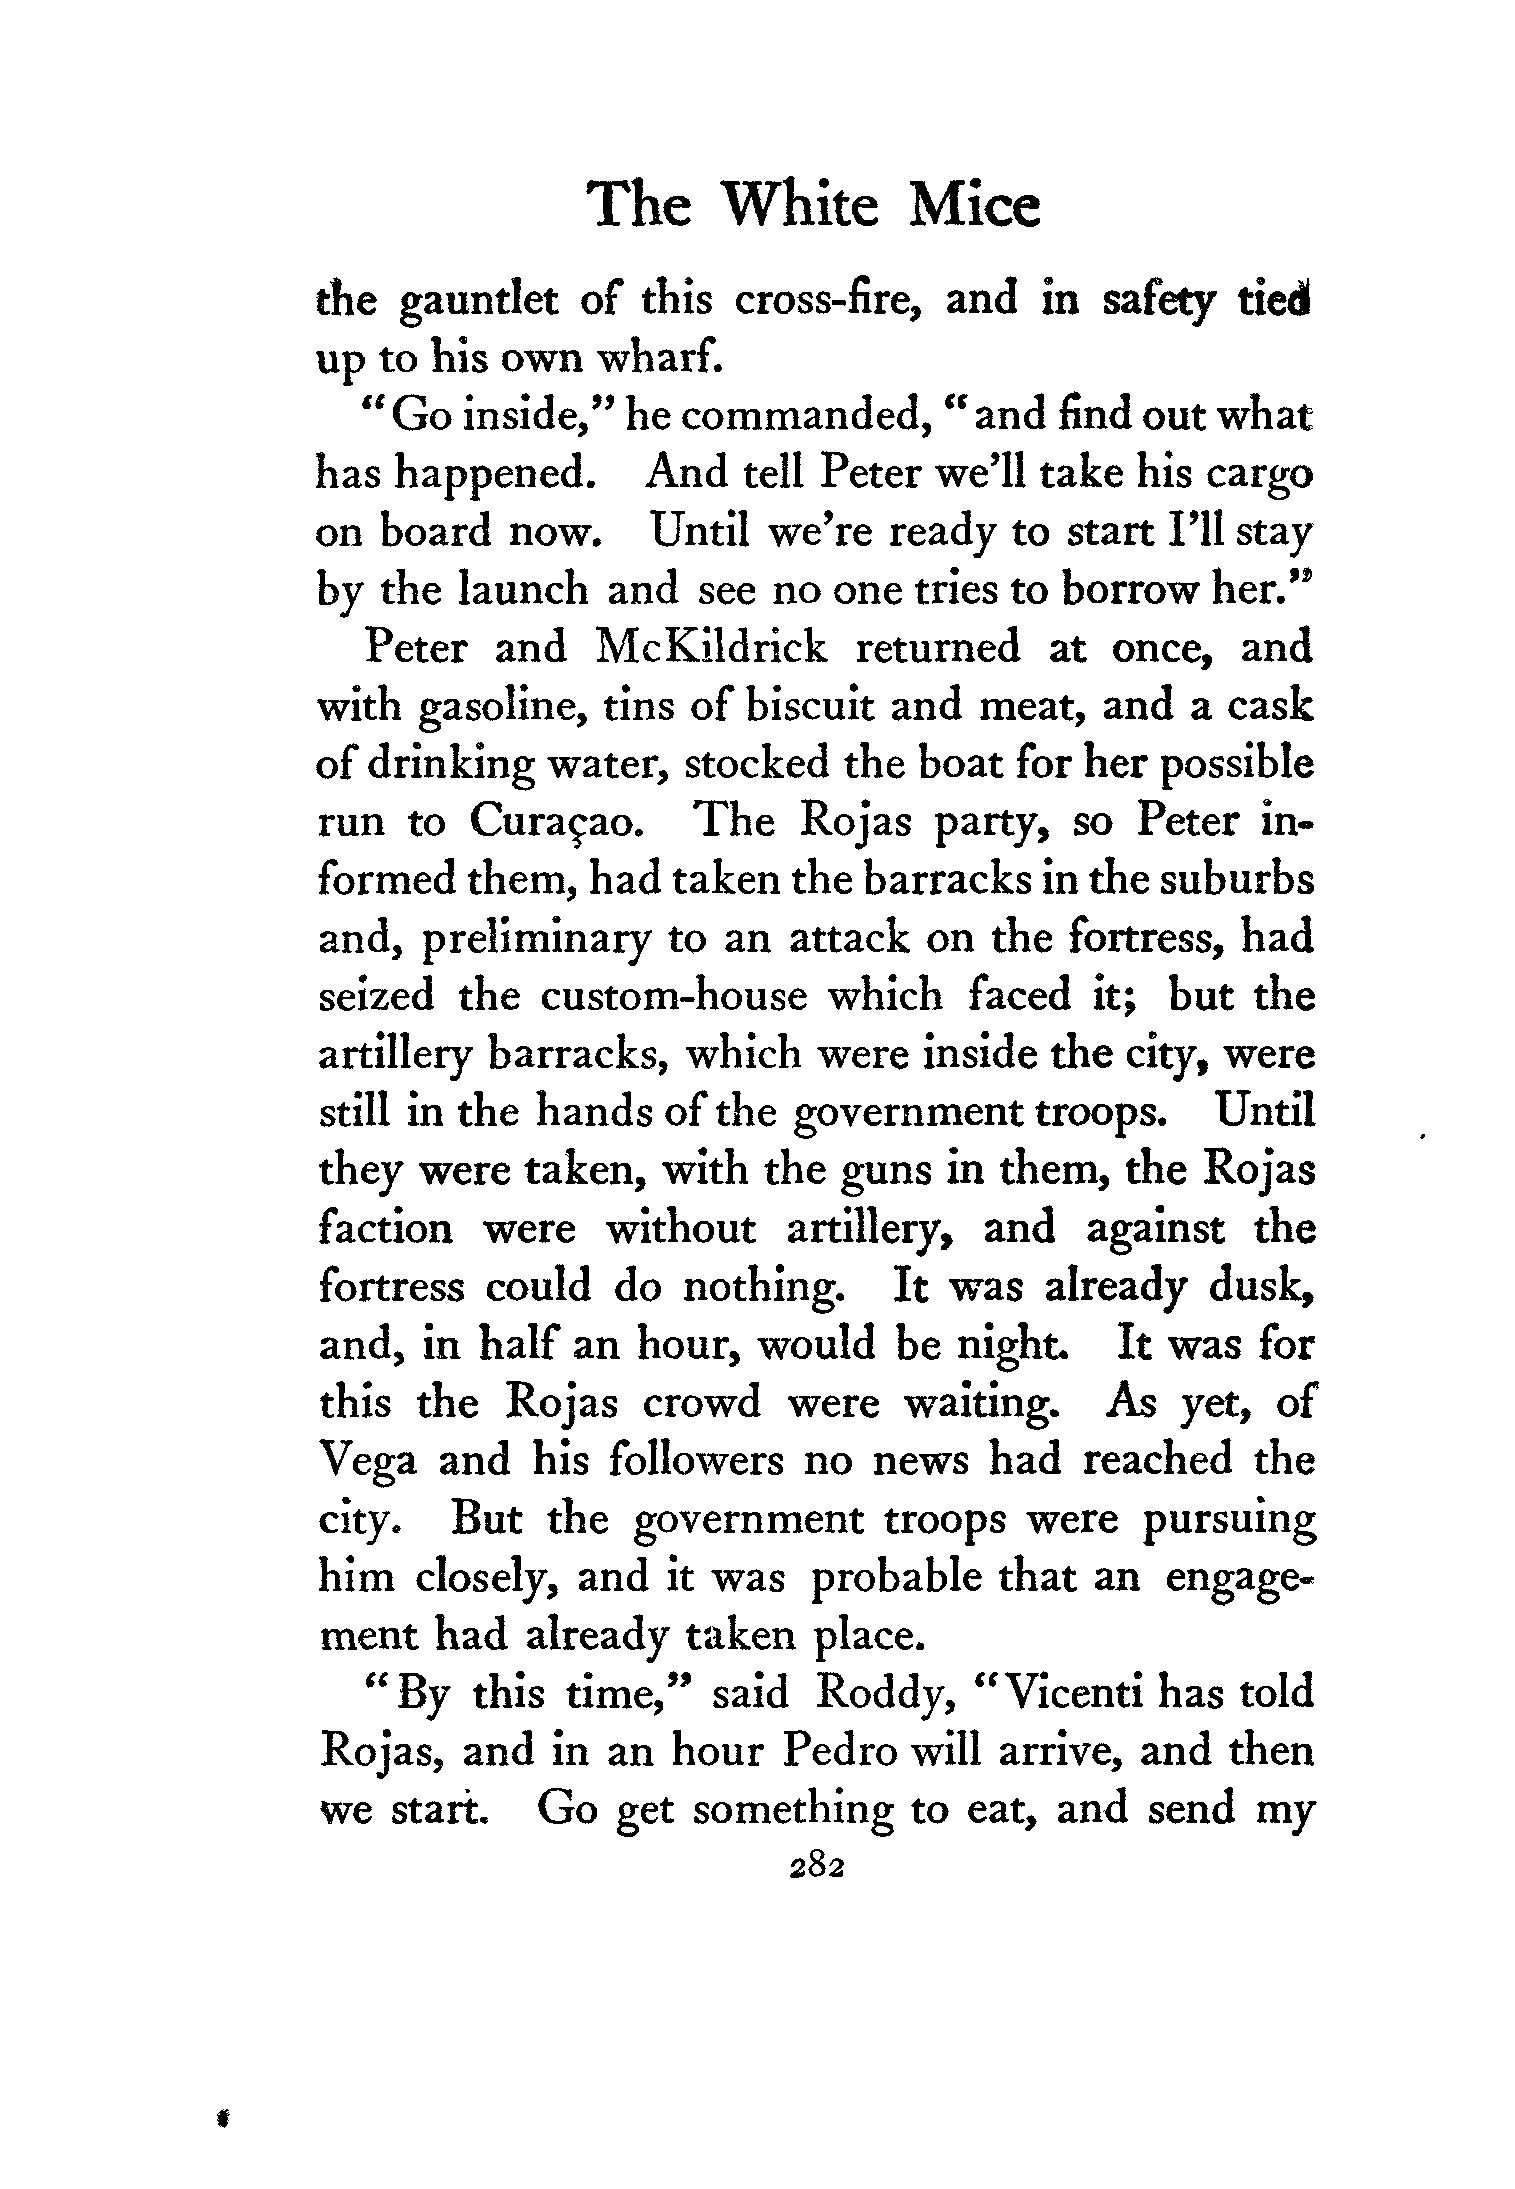 The White Mice
the gauntlet of this cross-fire, and in safety tied
up to his own wharf.
"Go inside," he commanded, "and find out what
has happened. And tell Peter we'll take his cargo
on board now. Until we're ready to start I'll stay
by the launch and see no one tries to borrow her."
Peter and McKildrick returned at once, and
with gasoline, tins of biscuit and meat, and a cask
of drinking water, stocked the boat for her possible
run to Curaçao. The Rojas party, so Peter in-
formed them, had taken the barracks in the suburbs
and, preliminary to an attack on the fortress, had
seized the custom-house which faced it; but the
artillery barracks, which were inside the city, were
still in the hands of the government troops. Until
they were taken, with the guns in them, the Rojas
faction were without artillery, and against the
fortress could do nothing. It was already dusk,
and, in half an hour, would be night. It was for
this the Rojas crowd were waiting. As yet, of
Vega and his followers no news had reached the
city. But the government troops were pursuing
him closely, and it was probable that an engage-
ment had already taken place.
"By this time," said Roddy, "Vicenti has told
Rojas, and in an hour Pedro will arrive, and then
we start. Go get something to eat, and send my
282